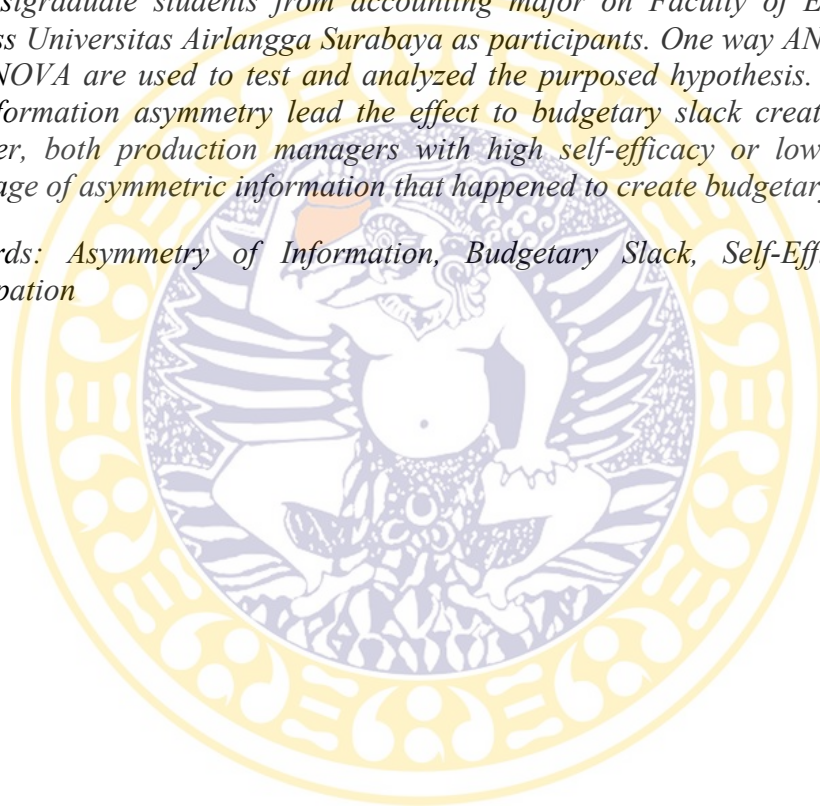 sigraduate students from accounting major on Faculty of E
ss Universitas Airlangga Surabaya as participants. One way AN
NOVA are used to test and analyzed the purposed hypothesis.
formation asymmetry lead the effect to budgetary slack creat
er, both production managers with high self-efficacy or low
age of asymmetric information that happened to create budgetary
rds: Asymmetry of Information, Budgetary Slack, Self-Eff
pation